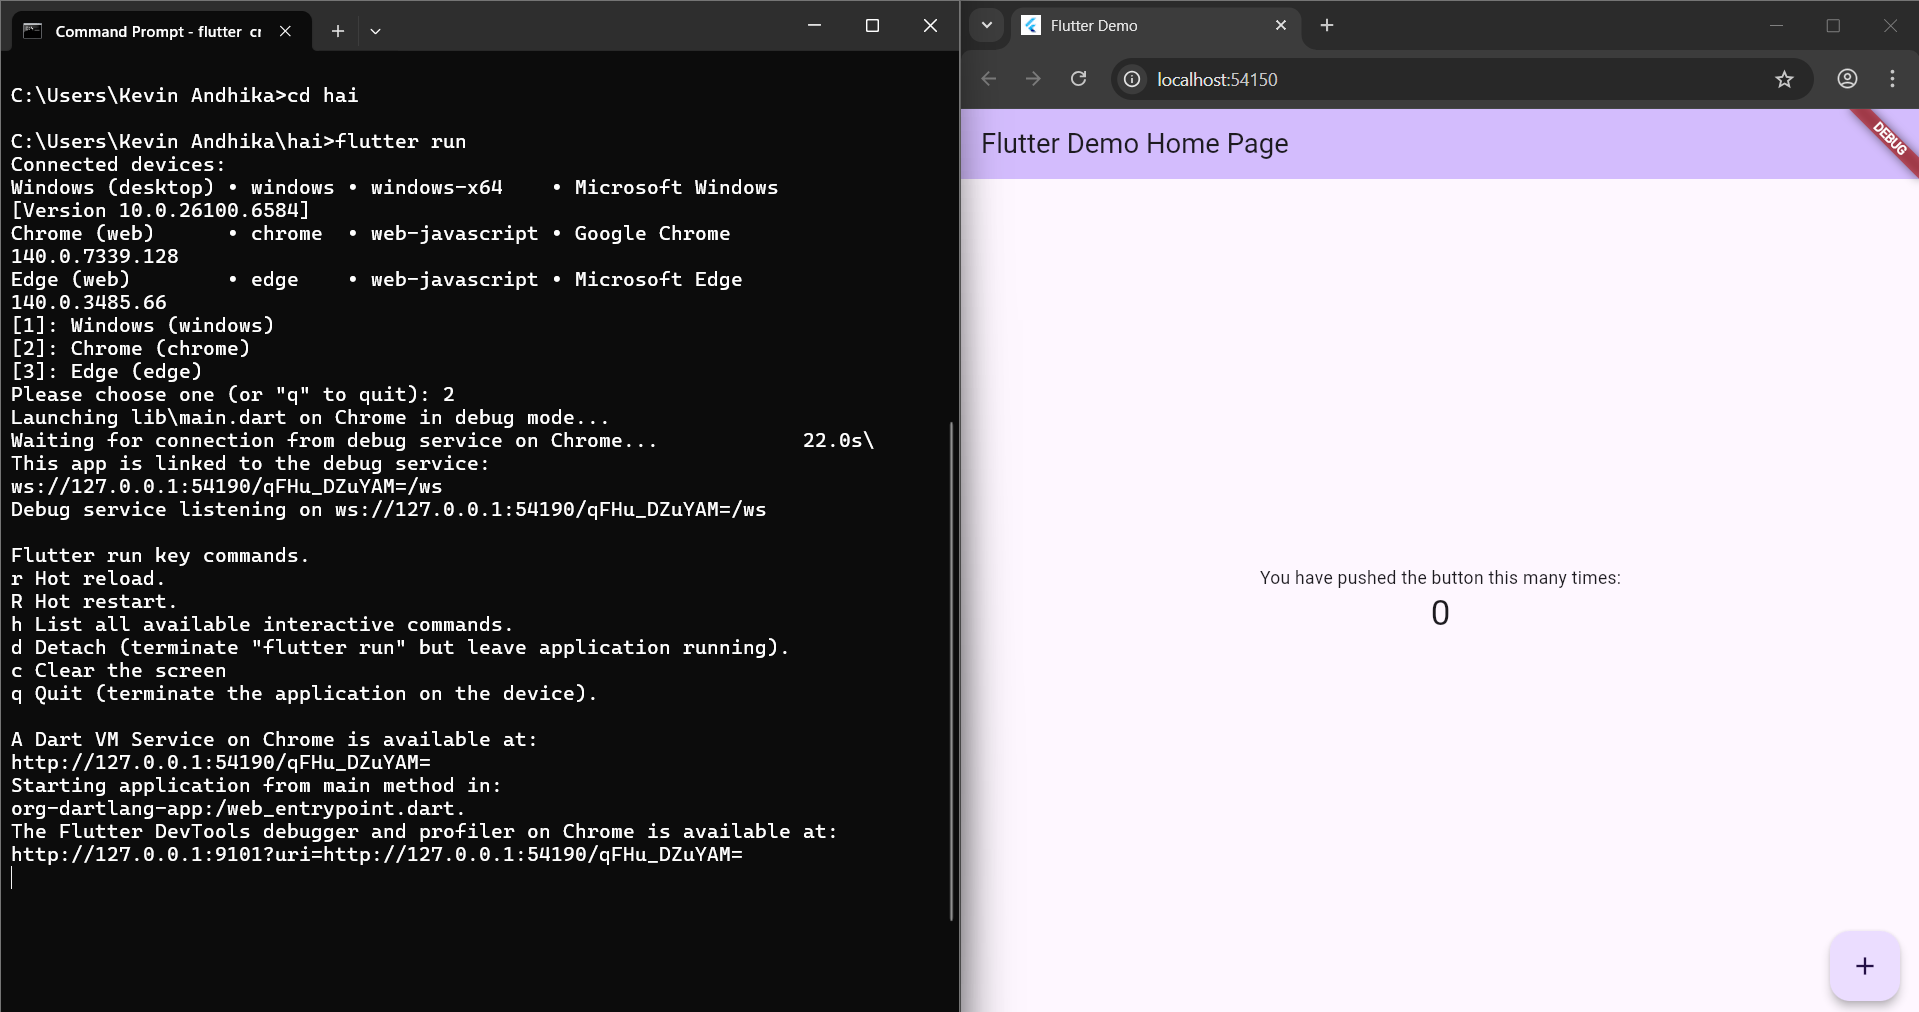 Command Prompt - flutter cr
C:\Users\Kevin Andhika>cd hai
C:\Users\Kevin Andhika\hai>flutter run
Connected devices:
Windows (desktop) • windows • windows-x64    • Microsoft Windows
[Version 10.0.26100.6584]
Chrome (web)      • chrome  • web-javascript • Google Chrome
140.0.7339.128
Edge (web)        • edge    • web-javascript • Microsoft Edge
140.0.3485.66
[1]: Windows (windows)
[2]: Chrome (chrome)
[3]: Edge (edge)
Please choose one (or "q" to quit): 2
Launching lib\main.dart on Chrome in debug mode...
Waiting for connection from debug service on Chrome...            22.0s\
This app is linked to the debug service:
ws://127.0.0.1:54190/qFHu_DZuYAM=/ws
Debug service listening on ws://127.0.0.1:54190/qFHu_DZuYAM=/ws
Flutter run key commands.
r Hot reload.
R Hot restart.
h List all available interactive commands.
d Detach (terminate "flutter run" but leave application running).
c Clear the screen
q Quit (terminate the application on the device).
A Dart VM Service on Chrome is available at:
http://127.0.0.1:54190/qFHu_DZuYAM=
Starting application from main method in:
org-dartlang-app:/web_entrypoint.dart.
The Flutter DevTools debugger and profiler on Chrome is available at:
http://127.0.0.1:9101?uri=http://127.0.0.1:54190/qFHu_DZuYAM=
Flutter Demo
localhost:54150
Flutter Demo Home Page
DEBUG
You have pushed the button this many times:
0